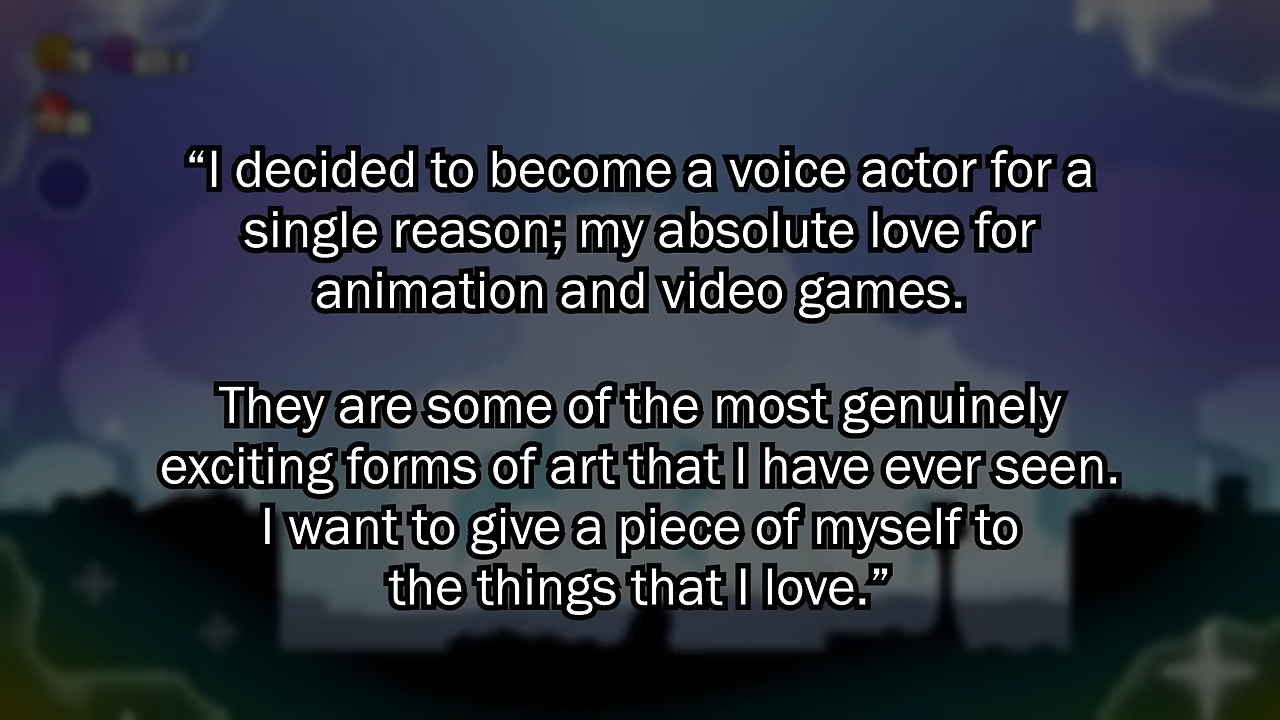 “I decided to become a voice actor for a
single reason; my absolute love for
animation and video games.
They are some of the most genuinely
exciting forms of art that I have ever seen.
I want to give a piece of myself to
the things that I love.”